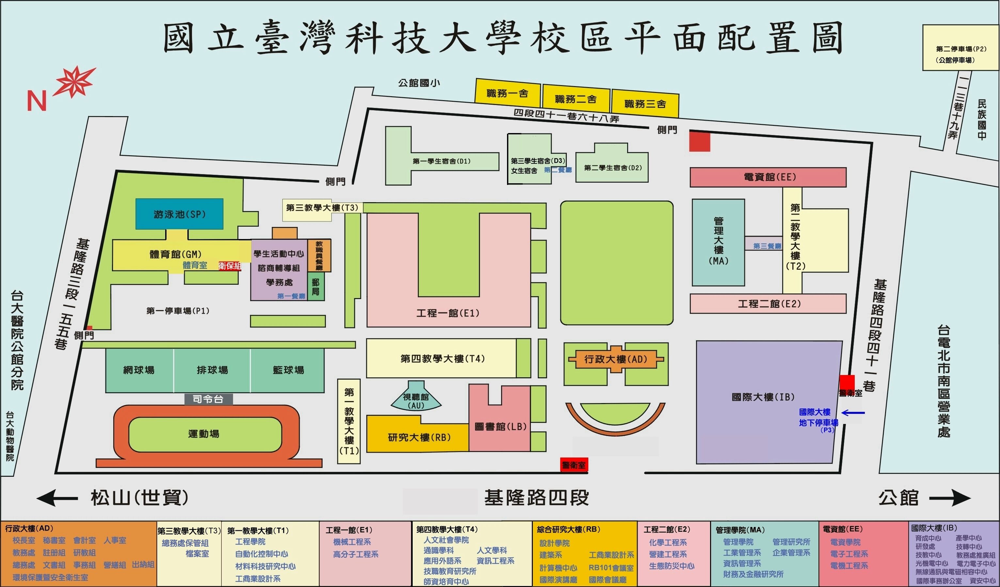 國立臺灣科技大學校區平面配置圖
第二停車場(P2)
(公館停車場)
N
公館國小
職務一舍
職務二舍
職務三舍
四段四十一巷六十八弄
側門
一一三巷十九弄
民族國中
第一學生宿舍(D1)
第三學生宿舍(D3)
女生宿舍
第二餐廳
第二學生宿舍(D2)
側門
電資館(EE)
第三教學大樓(T3)
游泳池(SP)
管理大樓(MA)
第三餐廳
第二教學大樓(T2)
體育館(GM)
體育室
衛保組
學生活動中心
諮商輔導組
學務處
第一餐廳
教職員餐廳
郵局
基隆路三段一五五巷
第一停車場(P1)
工程一館(E1)
工程二館(E2)
基隆路四段四十一巷
台大醫院公館分院
側門
台電北市南區營業處
網球場
排球場
籃球場
第四教學大樓(T4)
行政大樓(AD)
司令台
第一教學大樓(T1)
視聽館
(AU)
國際大樓(IB)
警衛室
國際大樓
地下停車場
(P3)
台大動物醫院
運動場
研究大樓(RB)
圖書館(LB)
警衛室
松山(世貿)
基隆路四段
公館
行政大樓(AD)
校長室 秘書室 會計室 人事室
教務處 註冊組 研教組
總務處 文書組 事務組 營繕組 出納組
環境保護暨安全衛生室
第三教學大樓(T3)
總務處保管組
檔案室
第一教學大樓(T1)
工程學院
自動化控制中心
材料科技研究中心
工商業設計系
工程一館(E1)
機械工程系
高分子工程系
第四教學大樓(T4)
人文社會學院
通識學科 人文學科
應用外語系 資訊工程系
技職教育研究所
師資培育中心
綜合研究大樓(RB)
設計學院
建築系 工商業設計系
計算機中心 RB101會議室
國際演講廳 國際會議廳
工程二館(E2)
化學工程系
營建工程系
生態防災中心
管理學院(MA)
管理學院 管理研究所
工業管理系 企業管理系
資訊管理系
財務及金融研究所
電資館(EE)
電資學院
電子工程系
電機工程系
國際大樓(IB)
育成中心 產學中心
研發處 技轉中心
技教中心 教務處推廣組
光機電中心 電力電子中心
無線通訊與電磁相容中心
國際事務辦公室 資安中心